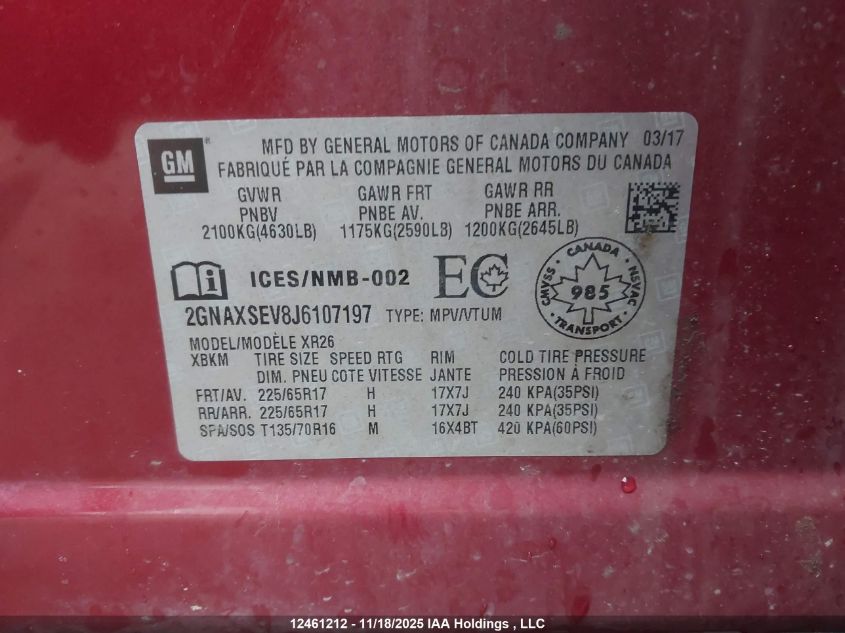 GM
MFD BY GENERAL MOTORS OF CANADA COMPANY 03/17
FABRIQUÉ PAR LA COMPAGNIE GENERAL MOTORS DU CANADA
GVWR GAWR FRT GAWR RR
PNBV PNBE AV. PNBE ARR.
2100KG(4630LB) 1175KG(2590LB) 1200KG(2645LB)
ICES/NMB-002 EC
CANADA CMVSS 985 NSVAC TRANSPORT
2GNAXSEV8J6107197 TYPE: MPV/VTUM
MODEL/MODÈLE XR26
XBKM TIRE SIZE SPEED RTG RIM COLD TIRE PRESSURE
DIM. PNEU COTE VITESSE JANTE PRESSION À FROID
FRT/AV. 225/65R17 H 17X7J 240 KPA(35PSI)
RR/ARR. 225/65R17 H 17X7J 240 KPA(35PSI)
SPA/SOS T135/70R16 M 16X4BT 420 KPA(60PSI)
12461212 - 11/18/2025 IAA Holdings , LLC